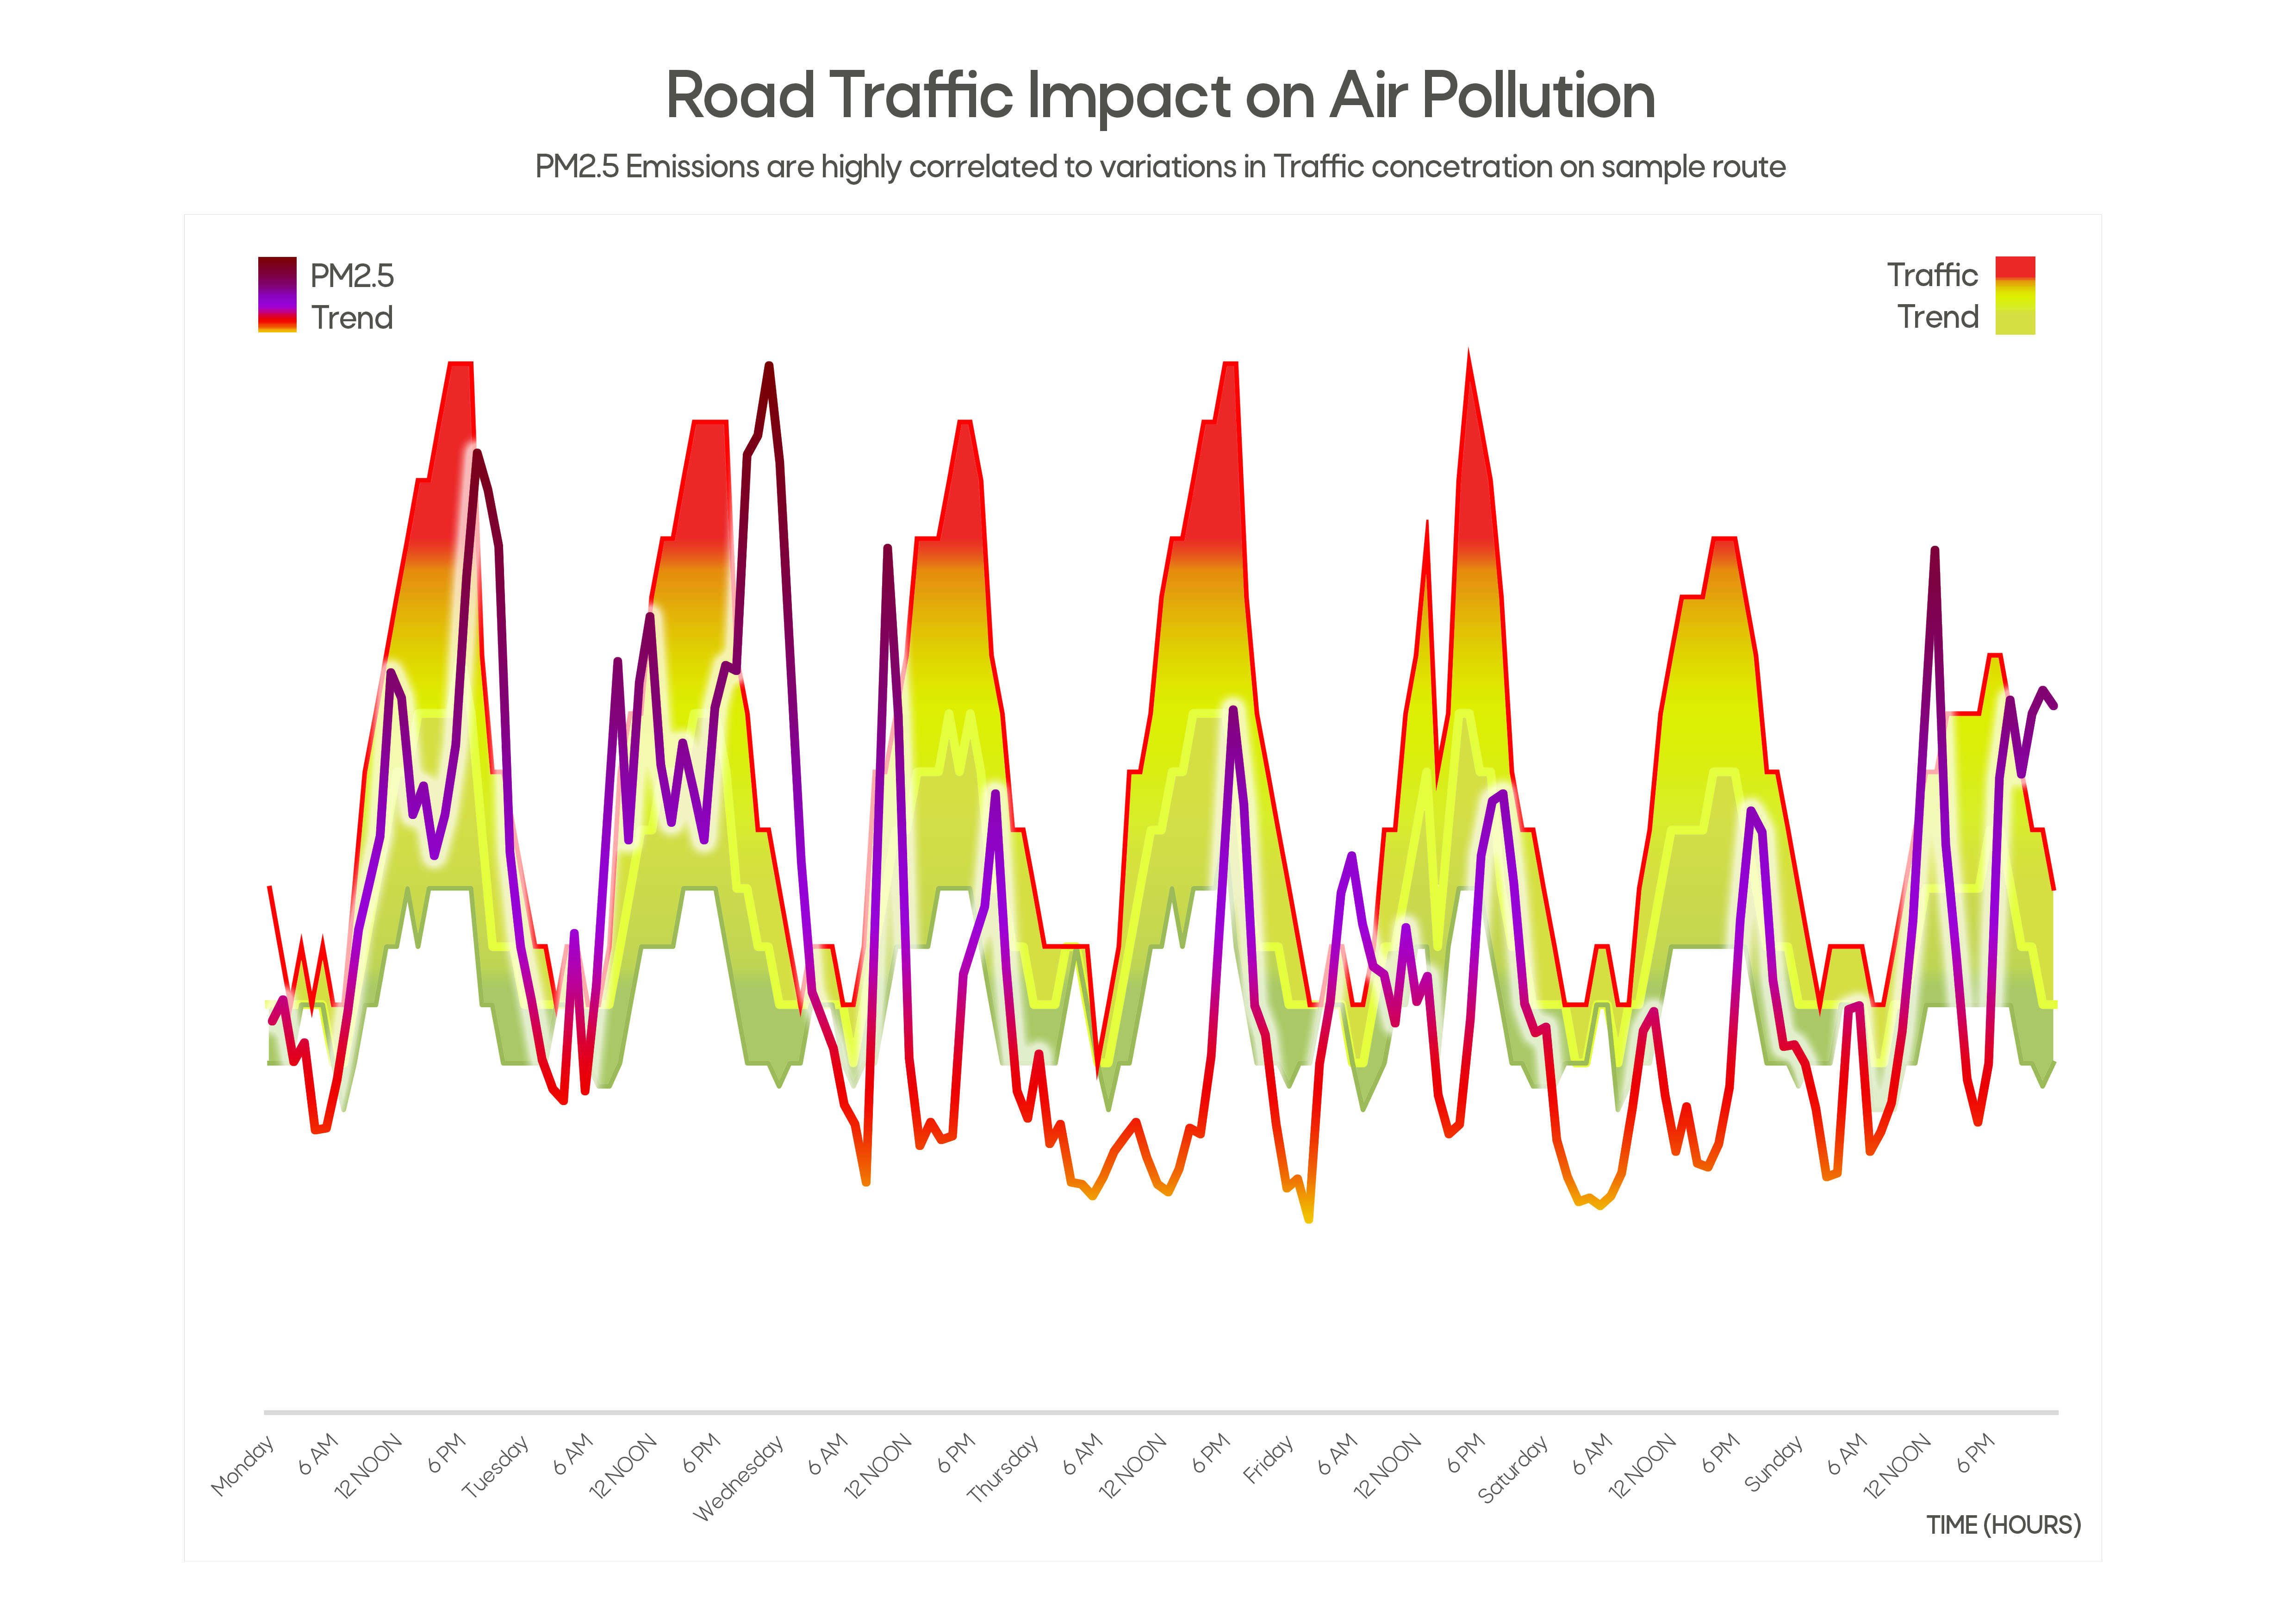 Road Traffic Impact on Air Pollution
PM2.5 Emissions are highly correlated to variations in Traffic concetration on sample route
PM2.5
Trend
Traffic
Trend
Monday
6 AM
12 NOON
6 PM
Tuesday
6 AM
12 NOON
6 PM
Wednesday
6 AM
12 NOON
6 PM
Thursday
6 AM
12 NOON
6 PM
Friday
6 AM
12 NOON
6 PM
Saturday
6 AM
12 NOON
6 PM
Sunday
6 AM
12 NOON
6 PM
TIME (HOURS)